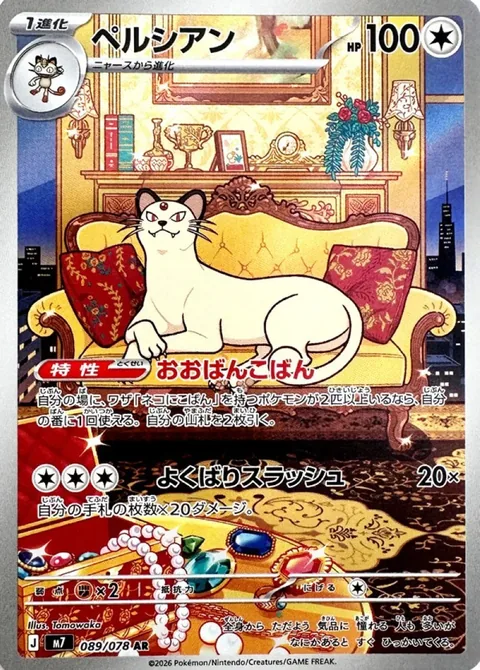 1進化
ペルシアン
HP 100
ニャースから進化
特性 おおばんこばん
自分の場に、ワザ「ネコにこばん」を持つポケモンが2匹以上いるなら、自分
の番に1回使える。自分の山札を2枚引く。
よくばりスラッシュ 20×
自分の手札の枚数×20ダメージ。
弱点 ×2 抵抗力 にげる
Illus. Tomowaka
J M7 089/078 AR
全身から ただよう 気品に 憧れる 人も 多いが
なにかあると すぐ ひっかいてくる。
©2026 Pokémon/Nintendo/Creatures/GAME FREAK.